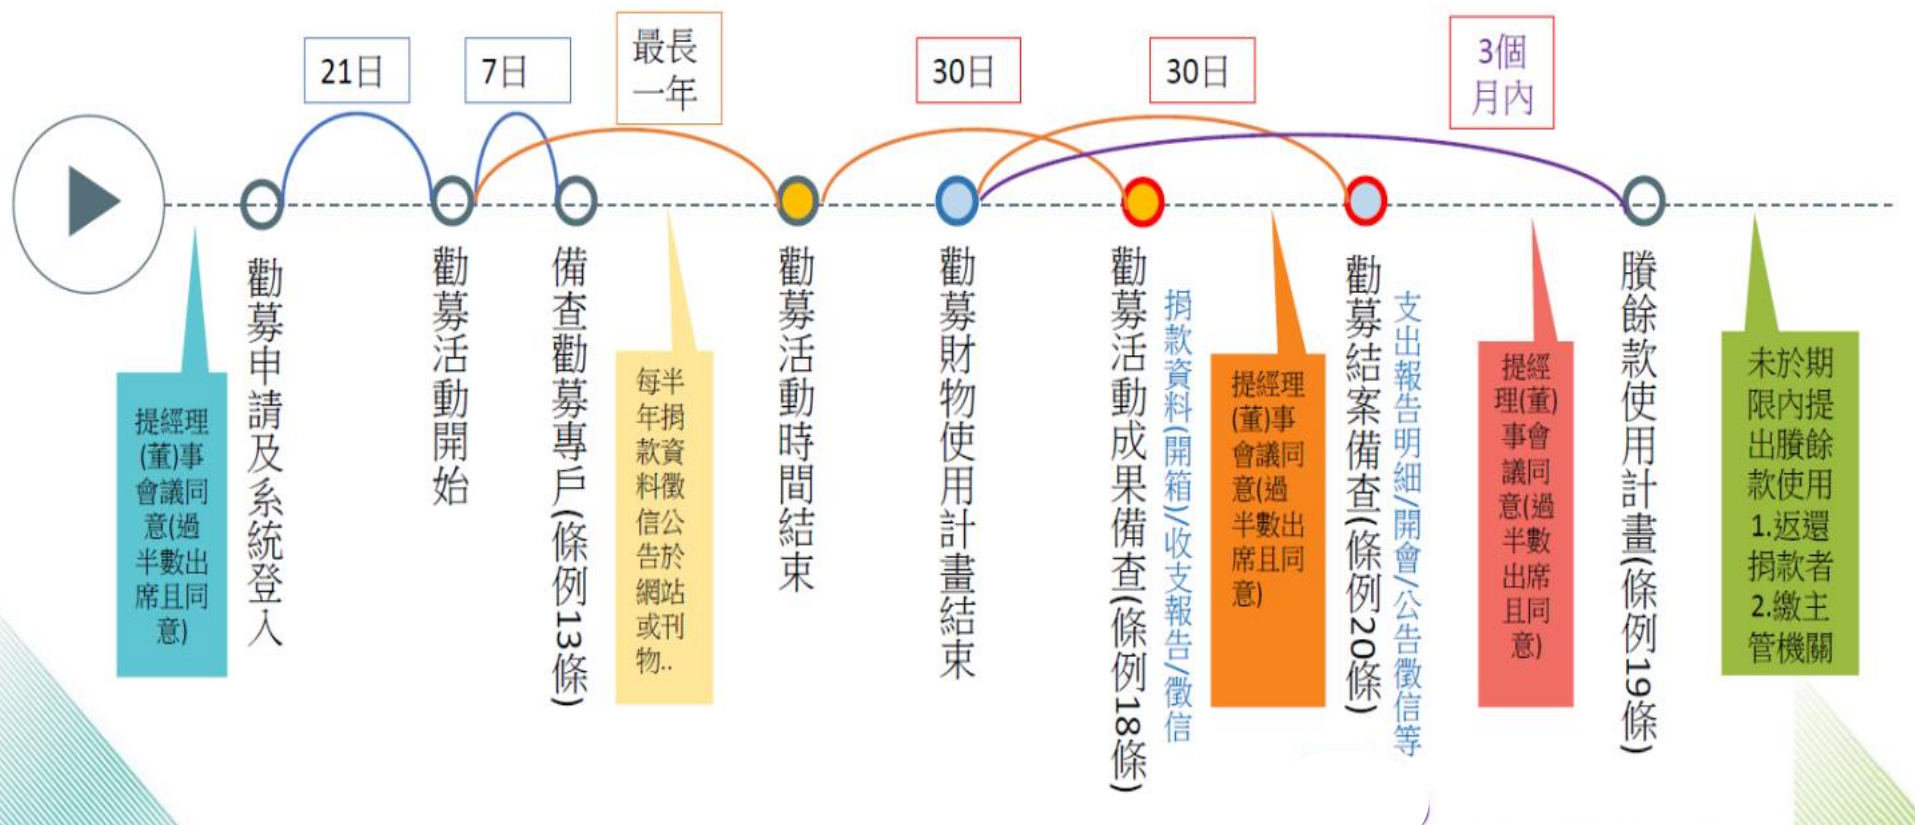 21日
7日
最長
一年
30日
30日
3個
月內
勸募申請及系統登入
勸募活動開始
備查勸募專戶(條例13條)
勸募活動時間結束
勸募財物使用計畫結束
勸募活動成果備查(條例18條)
捐款資料(開箱)/收支報告/徵信
勸募結案備查(條例20條)
支出報告明細/開會/公告徵信等
賸餘款使用計畫(條例19條)
提經理
(董)事
會議同
意(過
半數出
席且同
意)
每半
年捐
款資
料徵
信公
告於
網站
或刊
物..
提經理
(董)事
會議同
意(過
半數出
席且同
意)
提經
理(董)
事會
議同
意(過
半數
出席
且同
意)
未於期
限內提
出賸餘
款使用
1.返還
捐款者
2.繳主
管機關